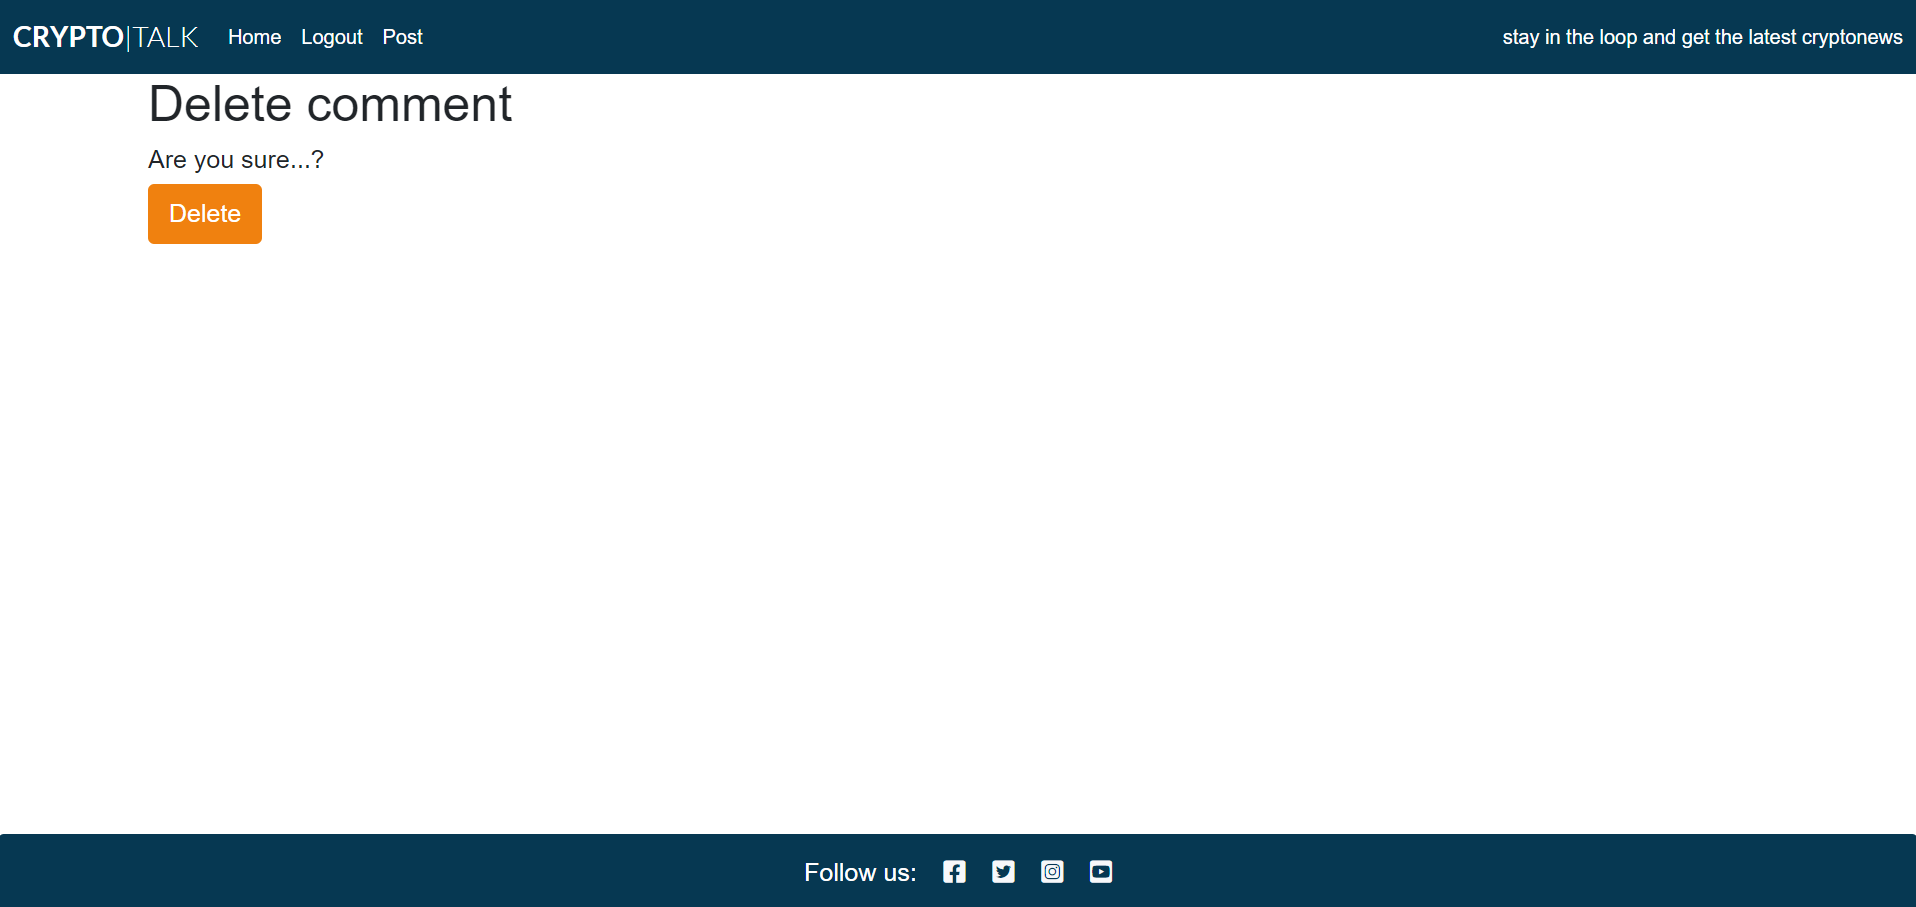 CRYPTO|TALK Home Logout Post stay in the loop and get the latest cryptonews
Delete comment
Are you sure...?
Delete
Follow us: